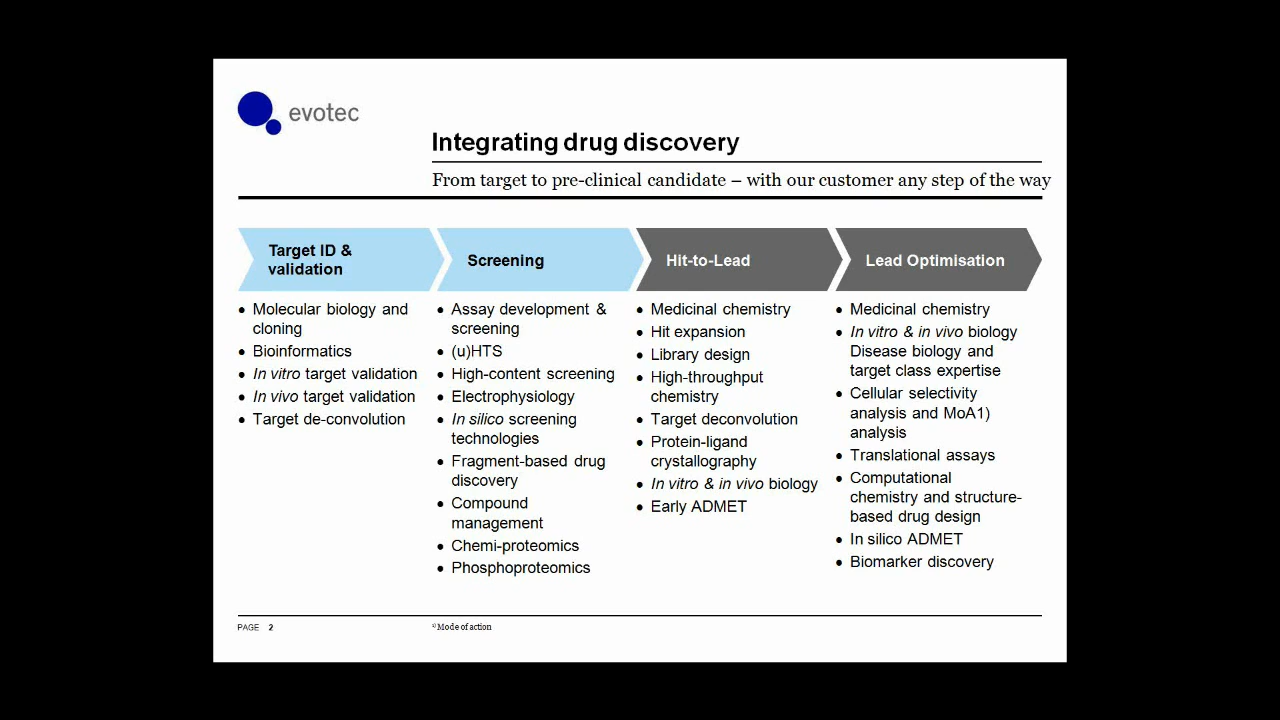 evotec
Integrating drug discovery
From target to pre-clinical candidate – with our customer any step of the way
Target ID &
validation
• Molecular biology and
cloning
• Bioinformatics
• In vitro target validation
• In vivo target validation
• Target de-convolution
Screening
• Assay development &
screening
• (u)HTS
• High-content screening
• Electrophysiology
• In silico screening
technologies
• Fragment-based drug
discovery
• Compound
management
• Chemi-proteomics
• Phosphoproteomics
Hit-to-Lead
• Medicinal chemistry
• Hit expansion
• Library design
• High-throughput
chemistry
• Target deconvolution
• Protein-ligand
crystallography
• In vitro & in vivo biology
• Early ADMET
Lead Optimisation
• Medicinal chemistry
• In vitro & in vivo biology
Disease biology and
target class expertise
• Cellular selectivity
analysis and MoA1)
analysis
• Translational assays
• Computational
chemistry and structure-
based drug design
• In silico ADMET
• Biomarker discovery
PAGE 2
1) Mode of action